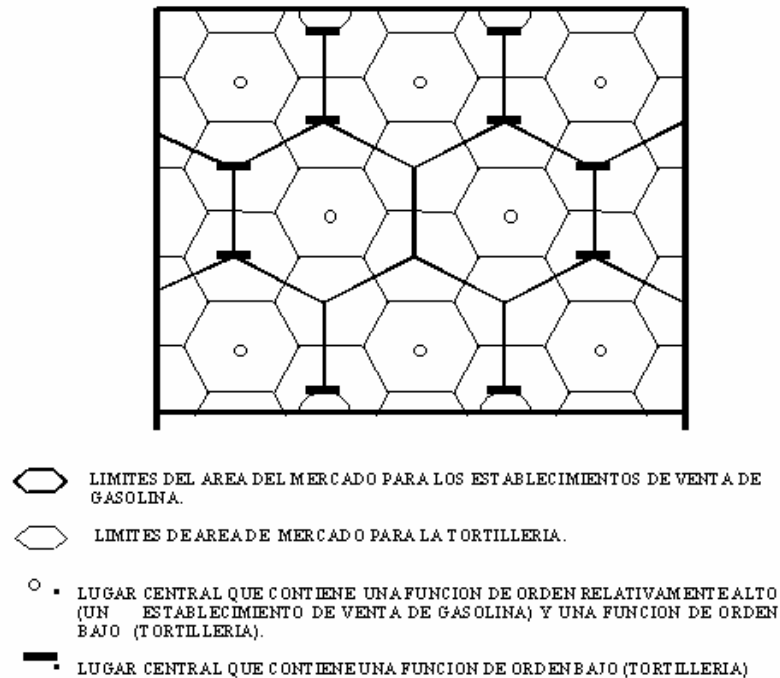 LIMITES DEL AREA DEL MERCADO PARA LOS ESTABLECIMIENTOS DE VENTA DE
GASOLINA.
LIMITES DE AREA DE MERCADO PARA LA TORTILLERIA.
LUGAR CENTRAL QUE CONTIENE UNA FUNCION DE ORDEN RELATIVAMENTE ALTO
(UN ESTABLECIMIENTO DE VENTA DE GASOLINA) Y UNA FUNCION DE ORDEN
BAJO (TORTILLERIA).
LUGAR CENTRAL QUE CONTIENE UNA FUNCION DE ORDEN BAJO (TORTILLERIA)